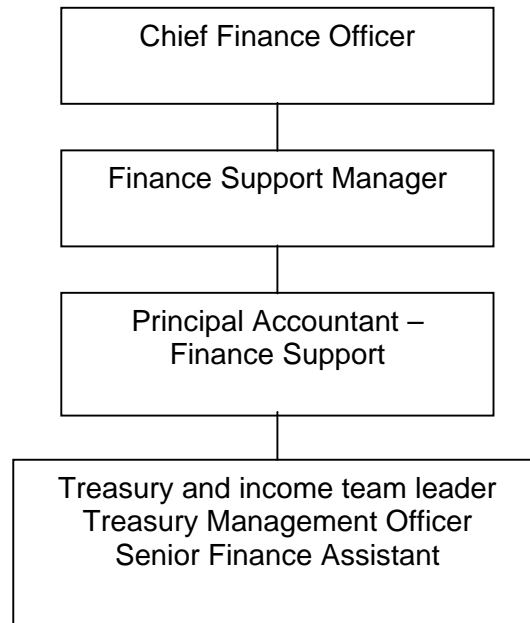 Chief Finance Officer
Finance Support Manager
Principal Accountant –
Finance Support
Treasury and income team leader
Treasury Management Officer
Senior Finance Assistant